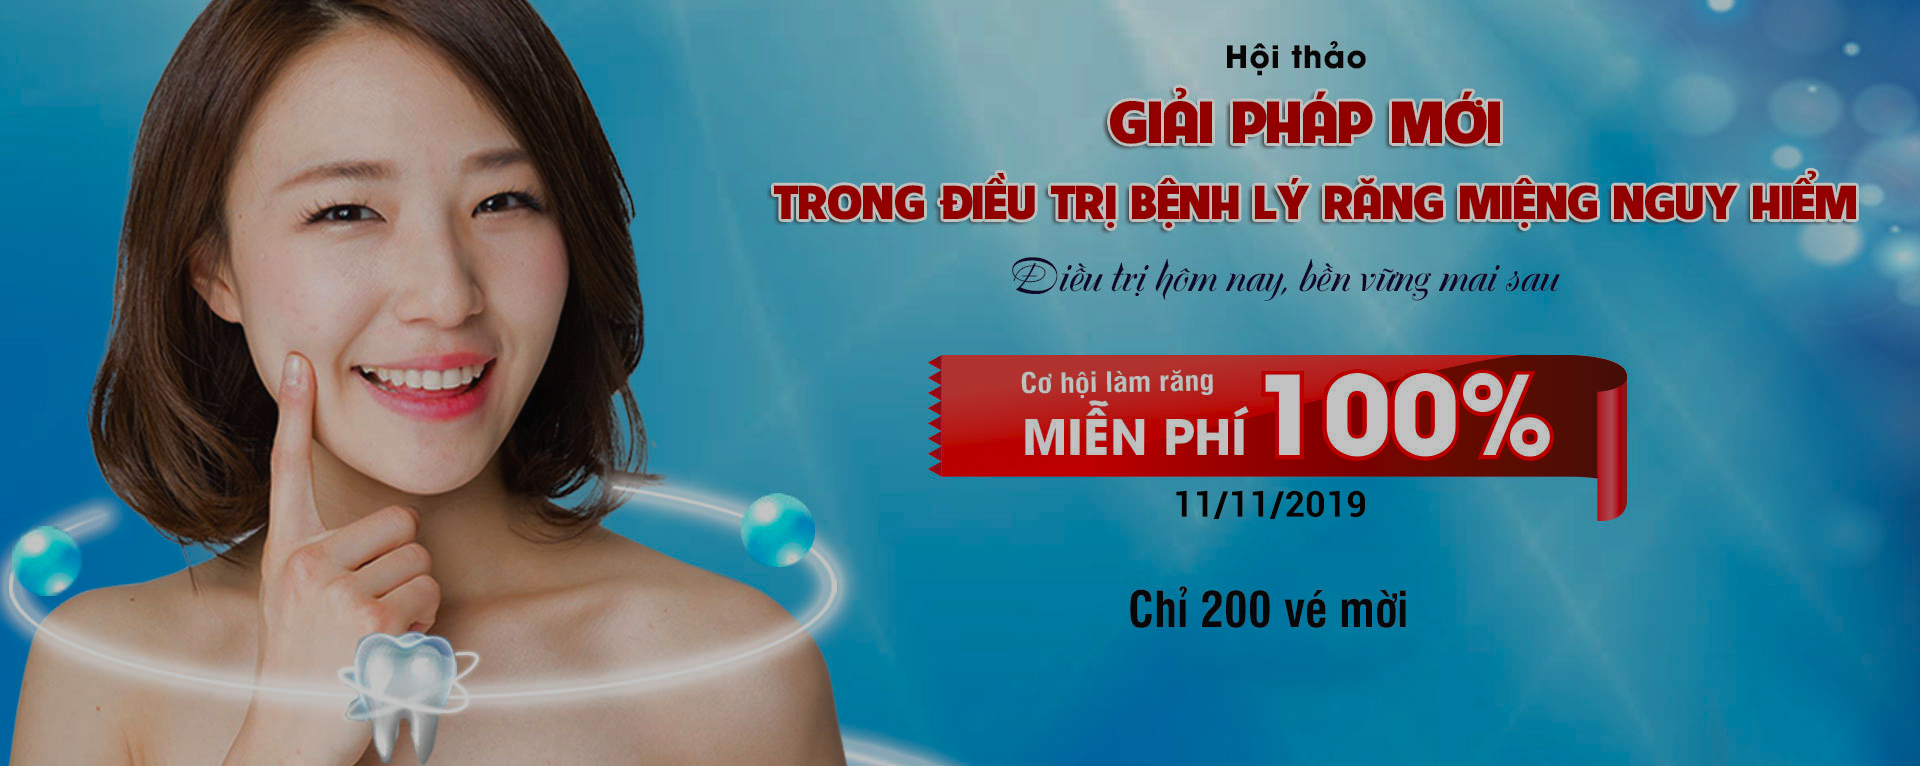 Hội thảo
GIẢI PHÁP MỚI
TRONG ĐIỀU TRỊ BỆNH LÝ RĂNG MIỆNG NGUY HIỂM
Điều trị hôm nay, bền vững mai sau
Cơ hội làm răng
MIỄN PHÍ 100%
11/11/2019
Chỉ 200 vé mời